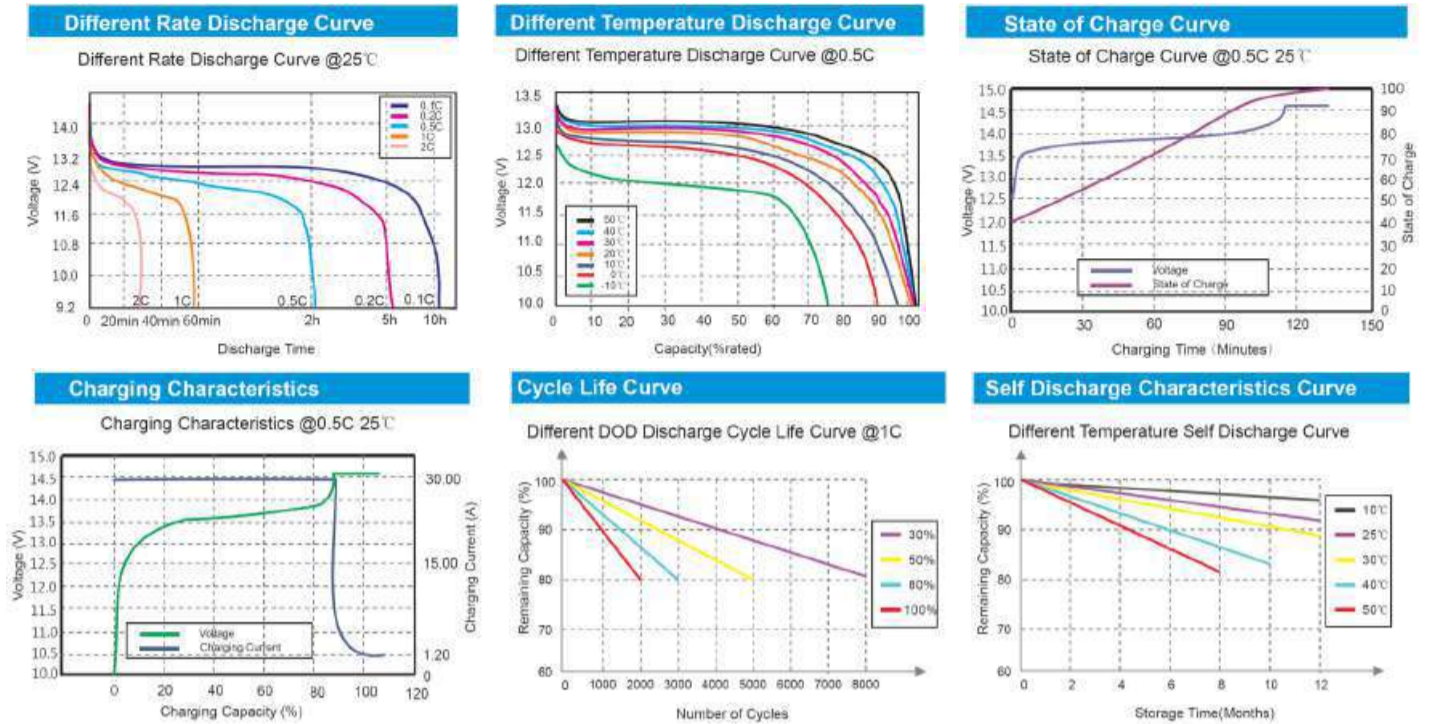 Different Rate Discharge Curve
Different Rate Discharge Curve @25℃
Voltage (V)
14.0
13.2
12.4
11.6
10.8
10.0
9.2
0.1C
0.2C
0.5C
1C
2C
2C 1C 0.5C 0.2C 0.1C
0 20min 40min 60min 2h 5h 10h
Discharge Time
Different Temperature Discharge Curve
Different Temperature Discharge Curve @0.5C
Voltage (V)
13.5
13.0
12.5
12.0
11.5
11.0
10.5
10.0
50℃
40℃
30℃
20℃
10℃
0℃
-10℃
0 10 20 30 40 50 60 70 80 90 100
Capacity(%rated)
State of Charge Curve
State of Charge Curve @0.5C 25℃
Voltage (V)
15.0
14.5
14.0
13.5
13.0
12.5
12.0
11.5
11.0
10.5
10.0
100
90
80
70
60
50
40
30
20
10
0
State of Charge
Voltage
State of Charge
0 30 60 90 120 150
Charging Time (Minutes)
Charging Characteristics
Charging Characteristics @0.5C 25℃
Voltage (V)
15.0
14.5
14.0
13.5
13.0
12.5
12.0
11.5
11.0
10.5
10.0
30.00
15.00
1.20
0
Charging Current (A)
Voltage
Charging Current
0 20 40 60 80 100 120
Charging Capacity (%)
Cycle Life Curve
Different DOD Discharge Cycle Life Curve @1C
Remaining Capacity (%)
100
90
80
70
60
30%
50%
80%
100%
0 1000 2000 3000 4000 5000 6000 7000 8000
Number of Cycles
Self Discharge Characteristics Curve
Different Temperature Self Discharge Curve
Remaining Capacity (%)
100
90
80
70
60
10℃
25℃
30℃
40℃
50℃
0 2 4 6 8 10 12
Storage Time(Months)